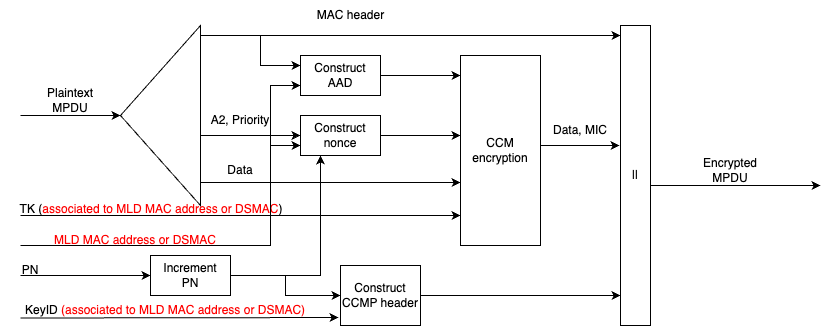 MAC header
Plaintext
MPDU
Construct
AAD
A2, Priority
Construct
nonce
CCM
encryption
Data, MIC
II
Encrypted
MPDU
Data
TK (associated to MLD MAC address or DSMAC)
MLD MAC address or DSMAC
PN
Increment
PN
Construct
CCMP header
KeyID (associated to MLD MAC address or DSMAC)